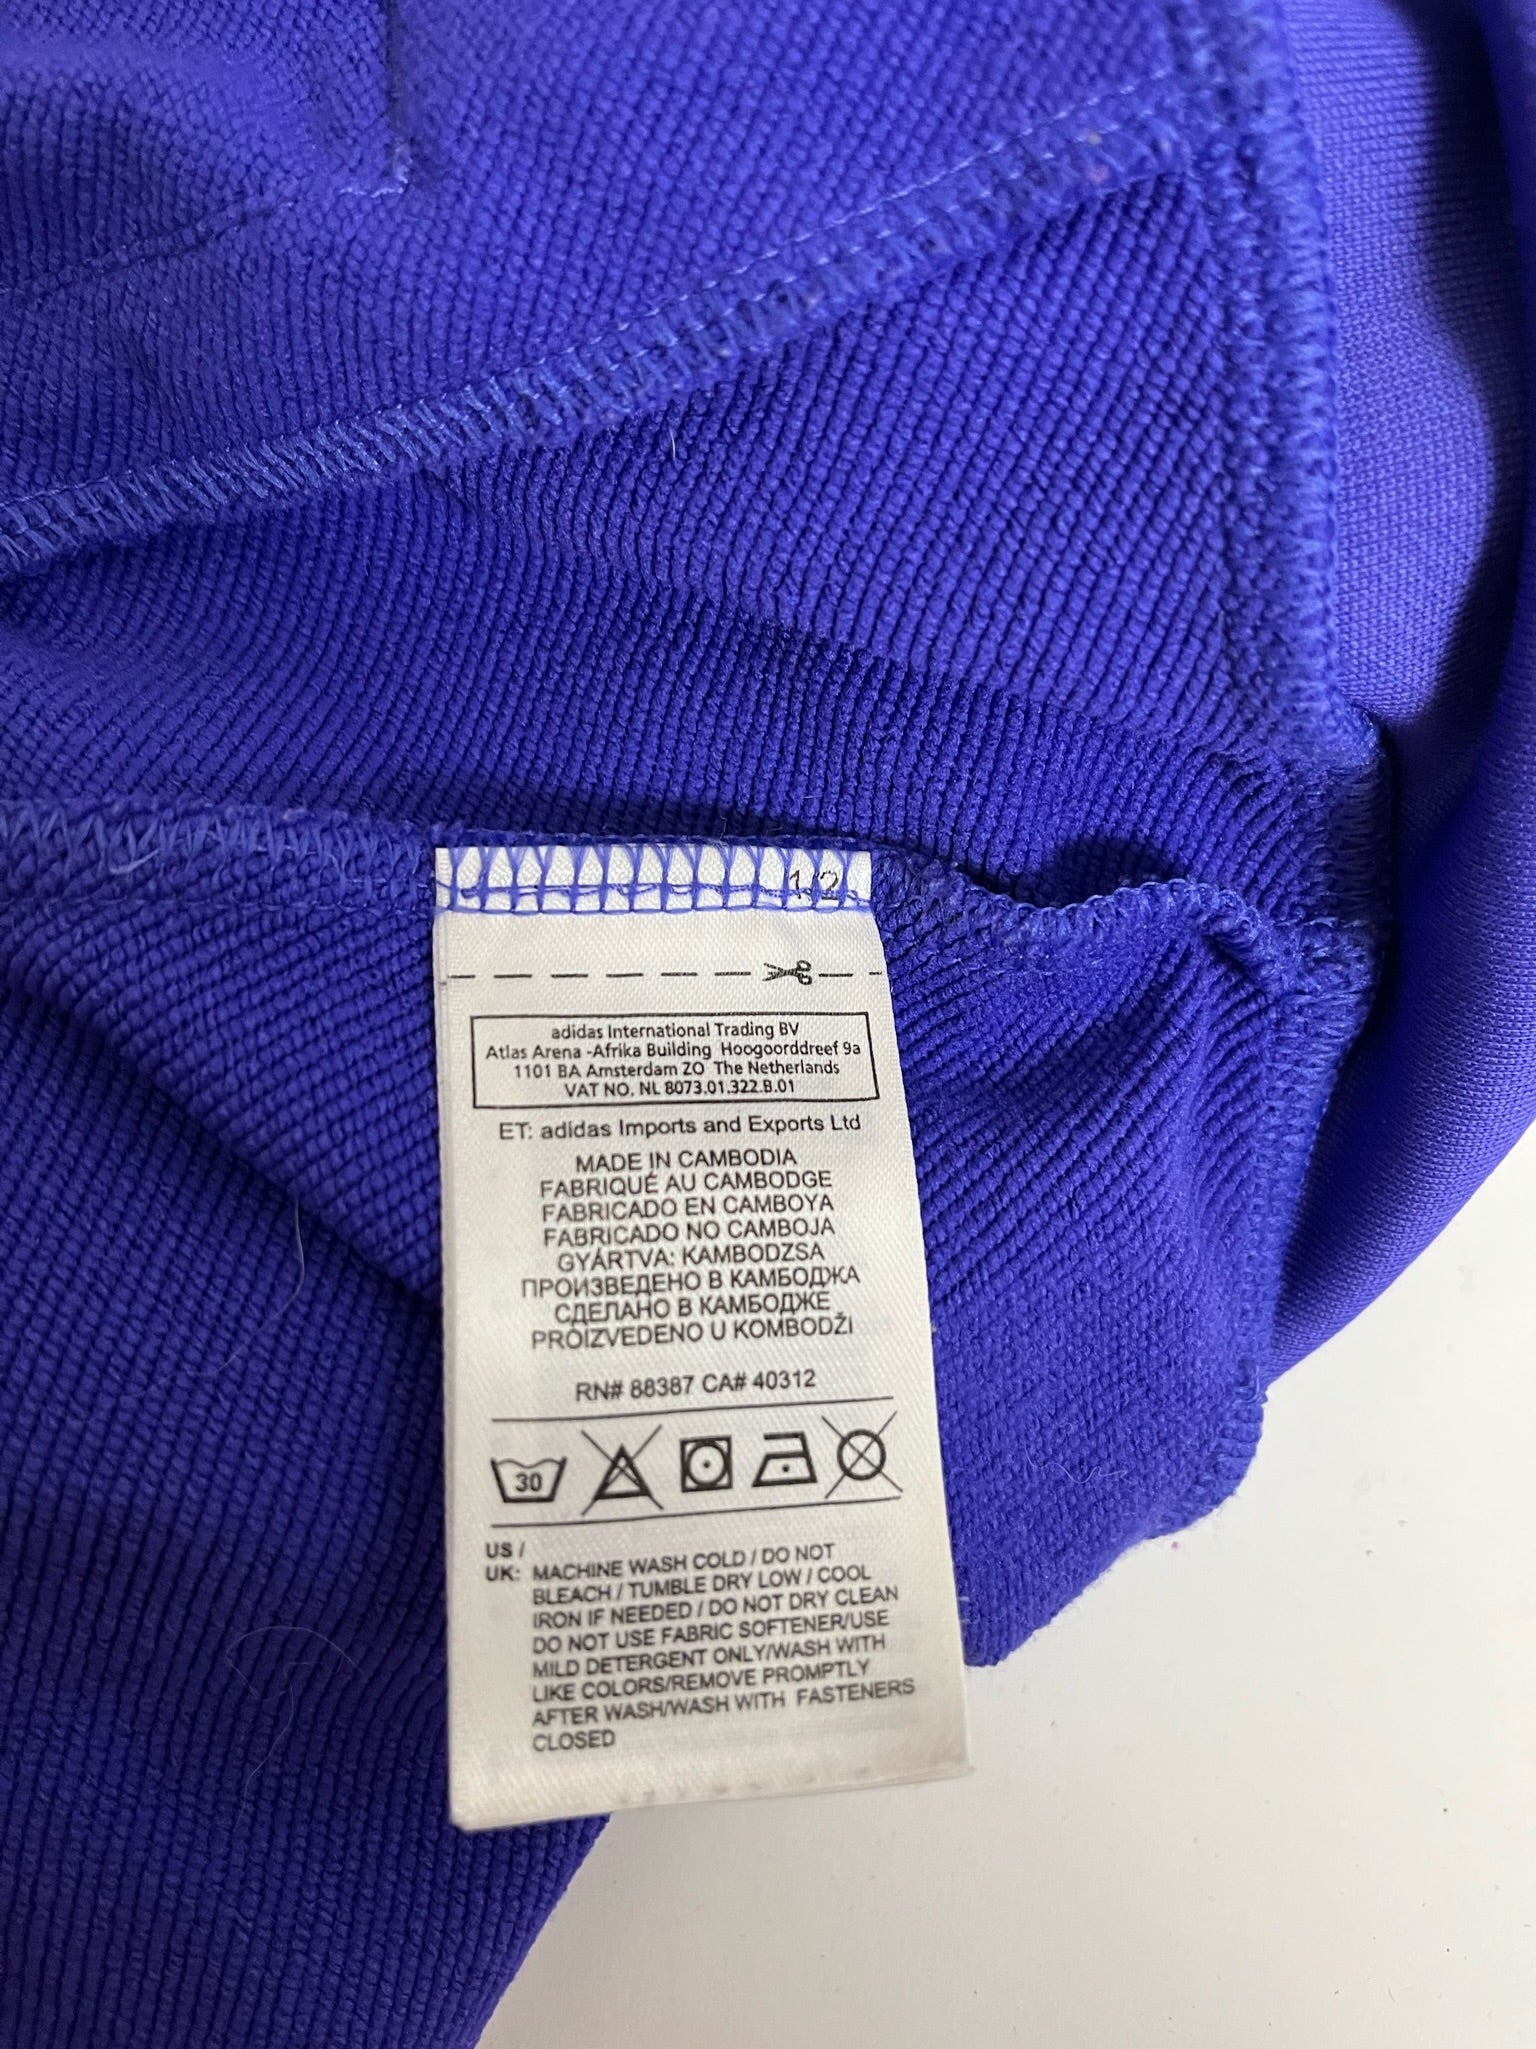 1/2
adidas International Trading BV
Atlas Arena -Afrika Building Hoogoorddreef 9a
1101 BA Amsterdam ZO The Netherlands
VAT NO. NL 8073.01.322.B.01
ET: adidas Imports and Exports Ltd
MADE IN CAMBODIA
FABRIQUÉ AU CAMBODGE
FABRICADO EN CAMBOYA
FABRICADO NO CAMBOJA
GYÁRTVA: KAMBODZSA
ПРОИЗВЕДЕНО В КАМБОДЖА
СДЕЛАНО В КАМБОДЖЕ
PROIZVEDENO U KOMBODŽI
RN# 88387 CA# 40312
30
US /
UK: MACHINE WASH COLD / DO NOT
BLEACH / TUMBLE DRY LOW / COOL
IRON IF NEEDED / DO NOT DRY CLEAN
DO NOT USE FABRIC SOFTENER/USE
MILD DETERGENT ONLY/WASH WITH
LIKE COLORS/REMOVE PROMPTLY
AFTER WASH/WASH WITH FASTENERS
CLOSED